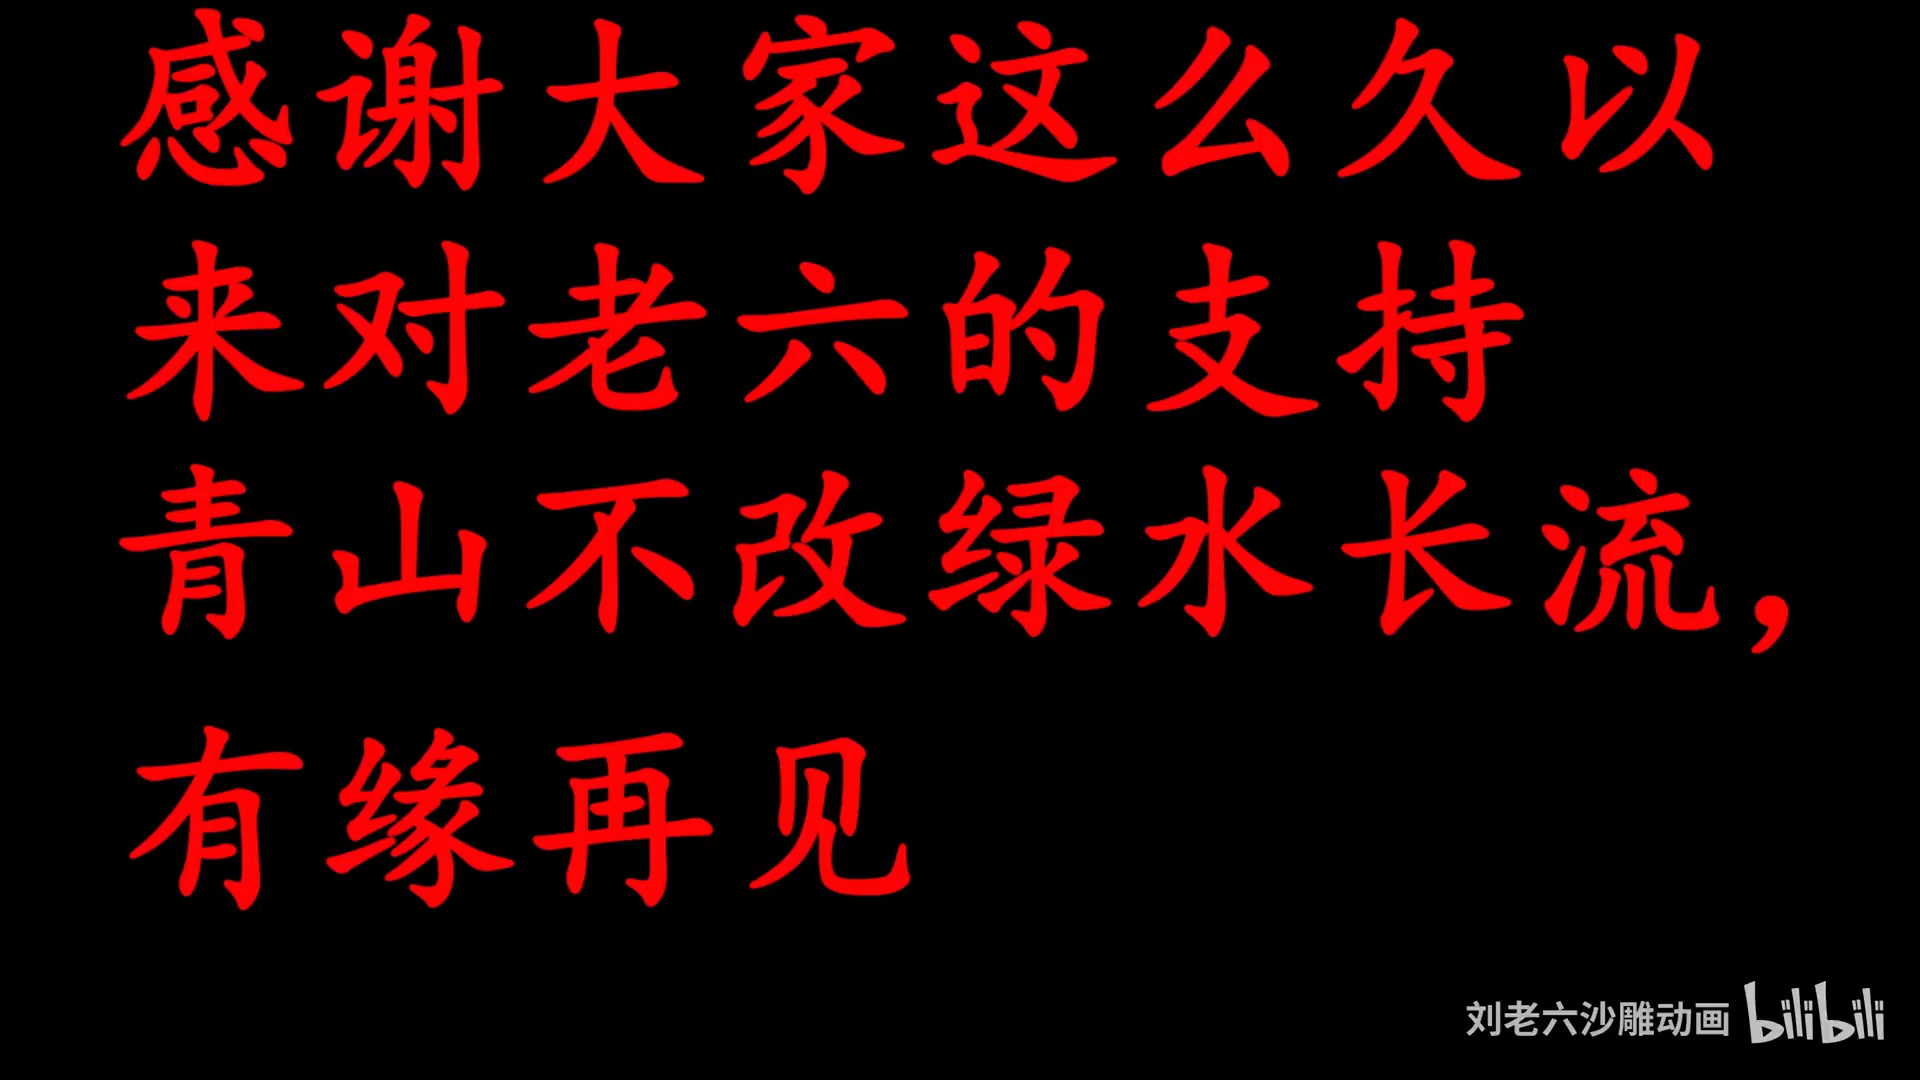 感谢大家这么久以
来对老六的支持
青山不改绿水长流，
有缘再见
刘老六沙雕动画 bilibili